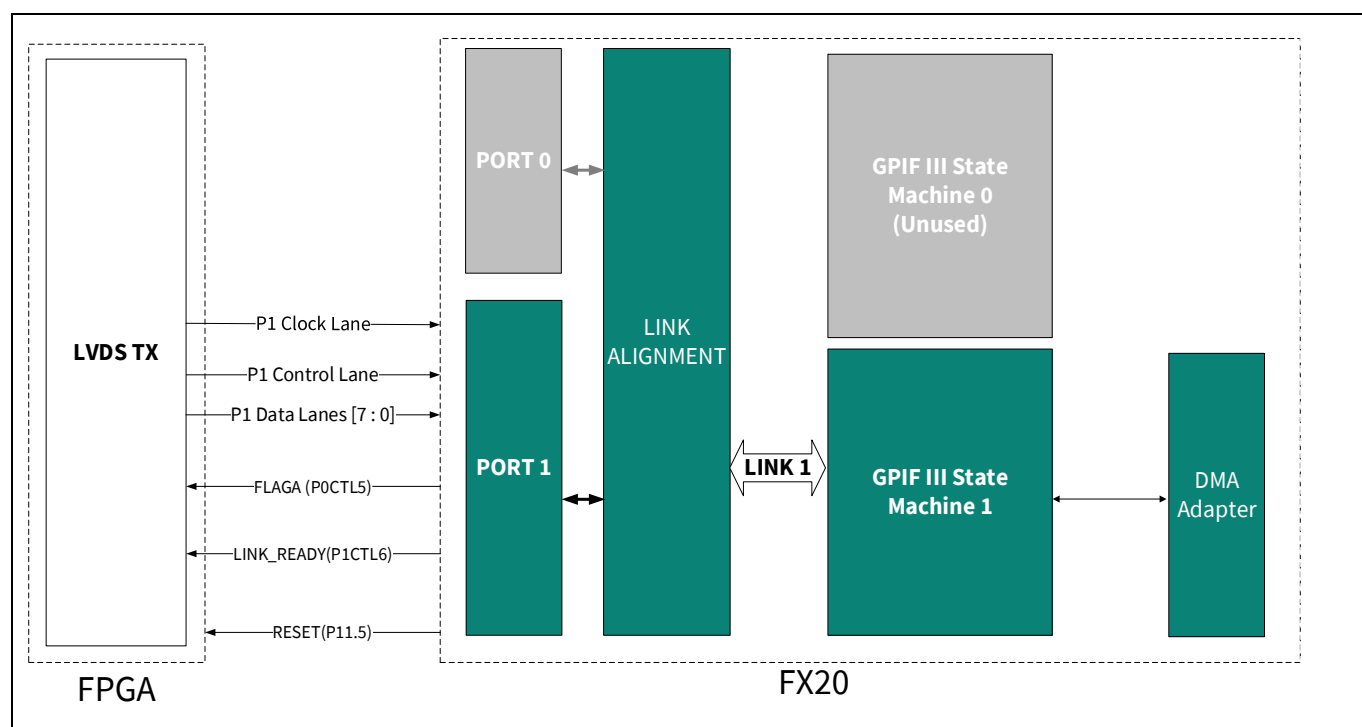 PORT 0
GPIF III State
Machine 0
(Unused)
P1 Clock Lane
LVDS TX
LINK
ALIGNMENT
P1 Control Lane
P1 Data Lanes [7 : 0]
PORT 1
LINK 1
GPIF III State
Machine 1
DMA
Adapter
FLAGA (P0CTL5)
LINK_READY(P1CTL6)
RESET(P11.5)
FPGA
FX20